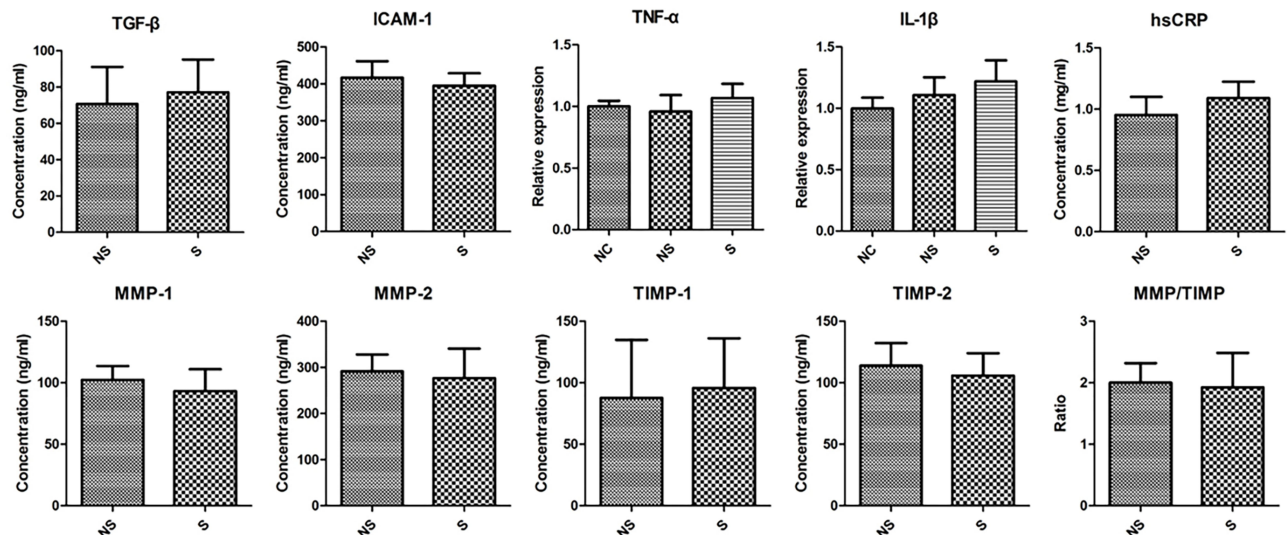 TGF-β
Concentration (ng/ml)
100
80
60
40
20
0
NS
S
ICAM-1
Concentration (ng/ml)
500
400
300
200
400
0
NS
S
TNF-α
Relative expression
1.5
1.0
0.5
0.0
NC
NS
S
IL-1β
Relative expression
1.5
1.0
0.5
0.0
NC
NS
S
hsCRP
Concentration (mg/ml)
1.5
1.0
0.5
0.0
NS
S
MMP-1
Concentration (ng/ml)
150
100
50
0
NS
S
MMP-2
Concentration (ng/ml)
400
300
200
100
0
NS
S
TIMP-1
Concentration (ng/ml)
150
100
50
0
NS
S
TIMP-2
Concentration (ng/ml)
150
100
50
0
NS
S
MMP/TIMP
Ratio
3
2
1
0
NS
S